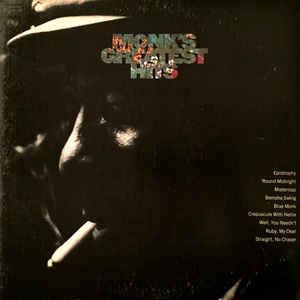 MONK'S
GREATEST
HITS
Epistrophy
'Round Midnight
Misterioso
Bemsha Swing
Blue Monk
Crepuscule With Nellie
Well, You Needn't
Ruby, My Dear
Straight, No Chaser